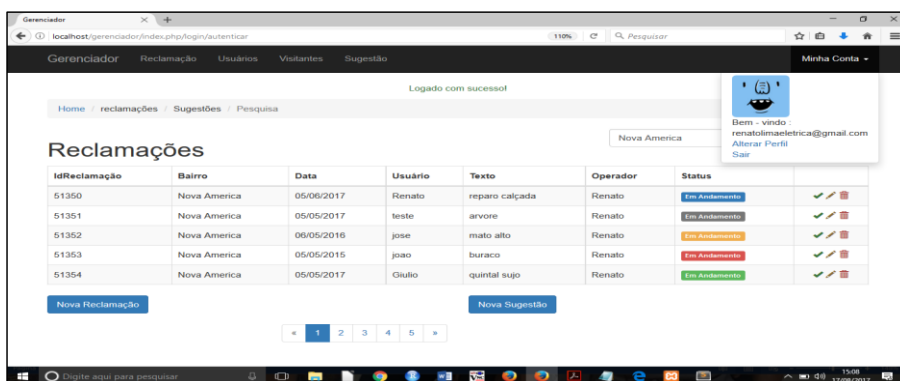 Gerenciador
localhost/gerenciador/index.php/login/autenticar 110% Pesquisar
Gerenciador Reclamação Usuários Visitantes Sugestão Minha Conta
Logado com sucesso!
Home / reclamações / Sugestões / Pesquisa
Bem - vindo :
renatolimaeletrica@gmail.com
Alterar Perfil
Sair
Nova America
Reclamações
IdReclamação Bairro Data Usuário Texto Operador Status
51350 Nova America 05/06/2017 Renato reparo calçada Renato Em Andamento
51351 Nova America 05/05/2017 teste arvore Renato Em Andamento
51352 Nova America 06/05/2016 jose mato alto Renato Em Andamento
51353 Nova America 05/05/2015 joao buraco Renato Em Andamento
51354 Nova America 05/05/2017 Giulio quintal sujo Renato Em Andamento
Nova Reclamação Nova Sugestão
« 1 2 3 4 5 »
Digite aqui para pesquisar
15:08
17/08/2017